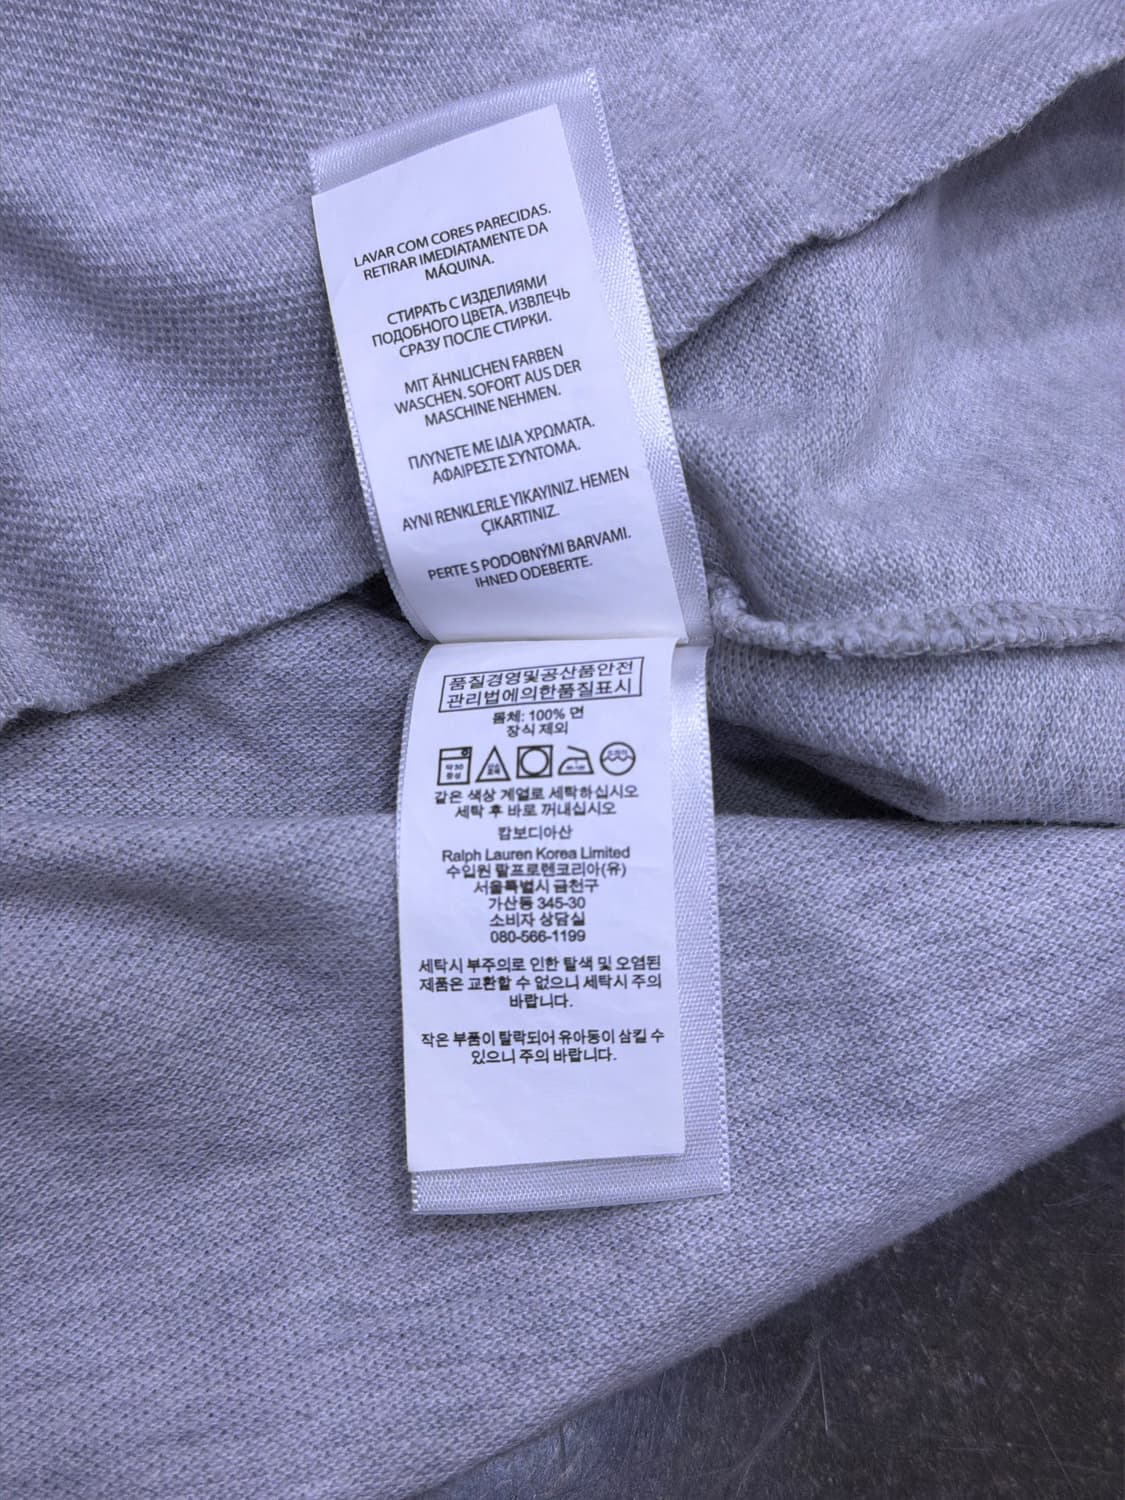 LAVAR COM CORES PARECIDAS.
RETIRAR IMEDIATAMENTE DA
MÁQUINA.
СТИРАТЬ С ИЗДЕЛИЯМИ
ПОДОБНОГО ЦВЕТА. ИЗВЛЕЧЬ
СРАЗУ ПОСЛЕ СТИРКИ.
MIT ÄHNLICHEN FARBEN
WASCHEN. SOFORT AUS DER
MASCHINE NEHMEN.
ΠΛΥΝΕΤΕ ΜΕ ΙΔΙΑ ΧΡΩΜΑΤΑ.
ΑΦΑΙΡΕΣΤΕ ΣΥΝΤΟΜΑ.
AYNI RENKLERLE YIKAYINIZ. HEMEN
ÇIKARTINIZ.
PERTE S PODOBNÝMI BARVAMI.
IHNED ODEBERTE.
품질경영및공산품안전
관리법에의한품질표시
몸체: 100% 면
장식 제외
약 30
중성
같은 색상 계열로 세탁하십시오
세탁 후 바로 꺼내십시오
캄보디아산
Ralph Lauren Korea Limited
수입원 랄프로렌코리아(유)
서울특별시 금천구
가산동 345-30
소비자 상담실
080-566-1199
세탁시 부주의로 인한 탈색 및 오염된
제품은 교환할 수 없으니 세탁시 주의
바랍니다.
작은 부품이 탈락되어 유아동이 삼킬 수
있으니 주의 바랍니다.